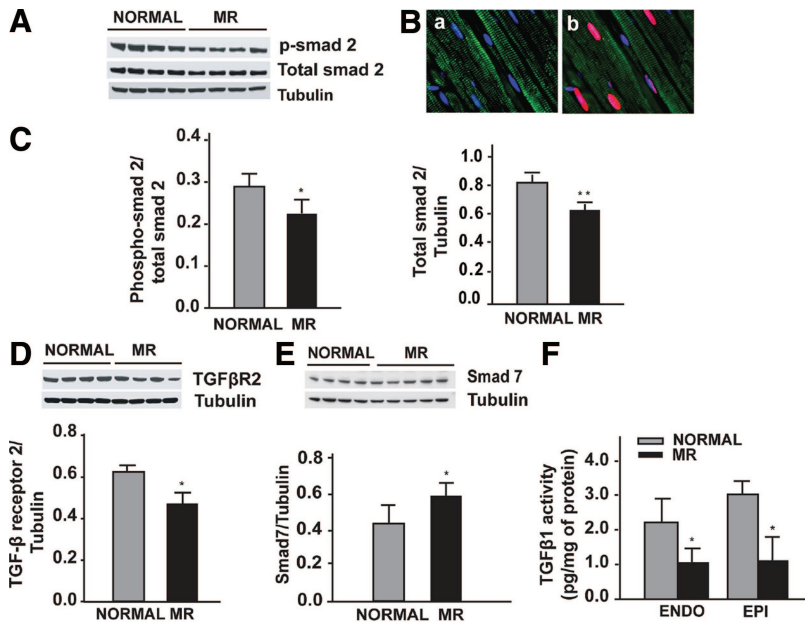 A
NORMAL MR
p-smad 2
Total smad 2
Tubulin
B
a b
C
Phospho-smad 2/
total smad 2
0.4
0.3
0.2
0.1
0.0
*
NORMAL MR
Total smad 2/
Tubulin
1.0
0.8
0.6
0.4
0.2
0.0
**
NORMAL MR
D
NORMAL MR
TGFβR2
Tubulin
TGF-β receptor 2/
Tubulin
0.8
0.6
0.4
0.2
0.0
*
NORMAL MR
E
NORMAL MR
Smad 7
Tubulin
Smad7/Tubulin
0.8
0.6
0.4
0.2
0.0
*
NORMAL MR
F
NORMAL
MR
TGFβ1 activity
(pg/mg of protein)
4.0
3.0
2.0
1.0
0.0
* *
ENDO EPI